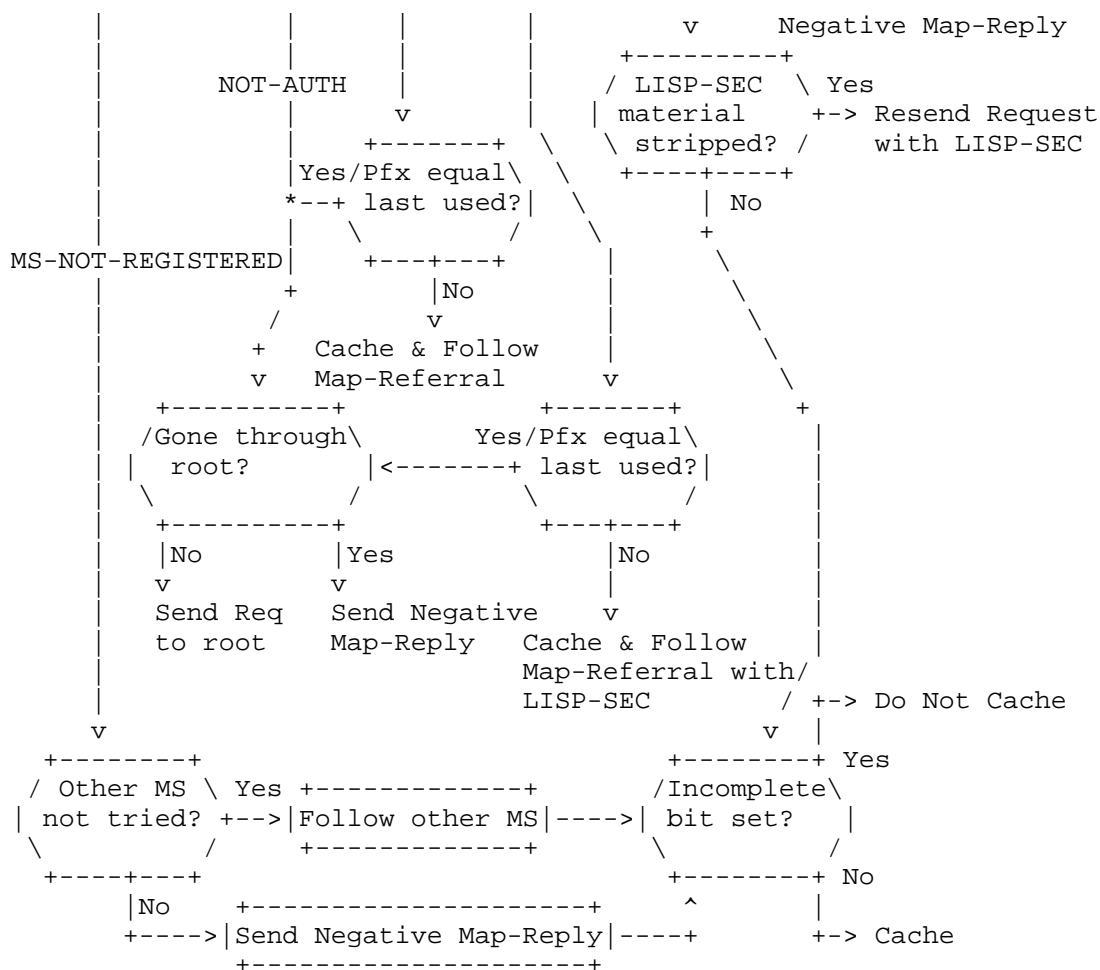 |                |        |          |            v     Negative Map-Reply
|                |        |          |       +---------+
|                |        |          |      / LISP-SEC  \ Yes
|          NOT-AUTH       |          |     | material     +-> Resend Request
|                |        v          |      \ stripped? /    with LISP-SEC
|                |     +-------+      \      +----+----+
|                |Yes/Pfx equal\       \          | No
|                *--+ last used?|       \         +
|                |    \         /        \         \
MS-NOT-REGISTERED|     +---+---+          |         \
|                +         |No            |          \
|               /          v              |           \
|              +    Cache & Follow        |            \
|              v    Map-Referral          v             \
|     +----------+                 +-------+             +
|    /Gone through\          Yes/Pfx equal\              |
|   |  root?       |<-------+ last used?|                |
|    \            /              \         /             |
|     +----------+                +---+---+              |
|     |No        |Yes                 |No                |
|     v          v                    |                  |
|     Send Req   Send Negative        v                  |
|     to root    Map-Reply   Cache & Follow              |
|                            Map-Referral with/
|                            LISP-SEC        / +-> Do Not Cache
v                                           v  |
+--------+                            +--------+ Yes
/ Other MS \ Yes +-------------+     /Incomplete\
| not tried? +-->|Follow other MS|---->| bit set?   |
\          /     +-------------+       \          /
+----+---+                             +--------+ No
|No    +---------------------+     ^        |
+---->|Send Negative Map-Reply|----+        +-> Cache
+---------------------+